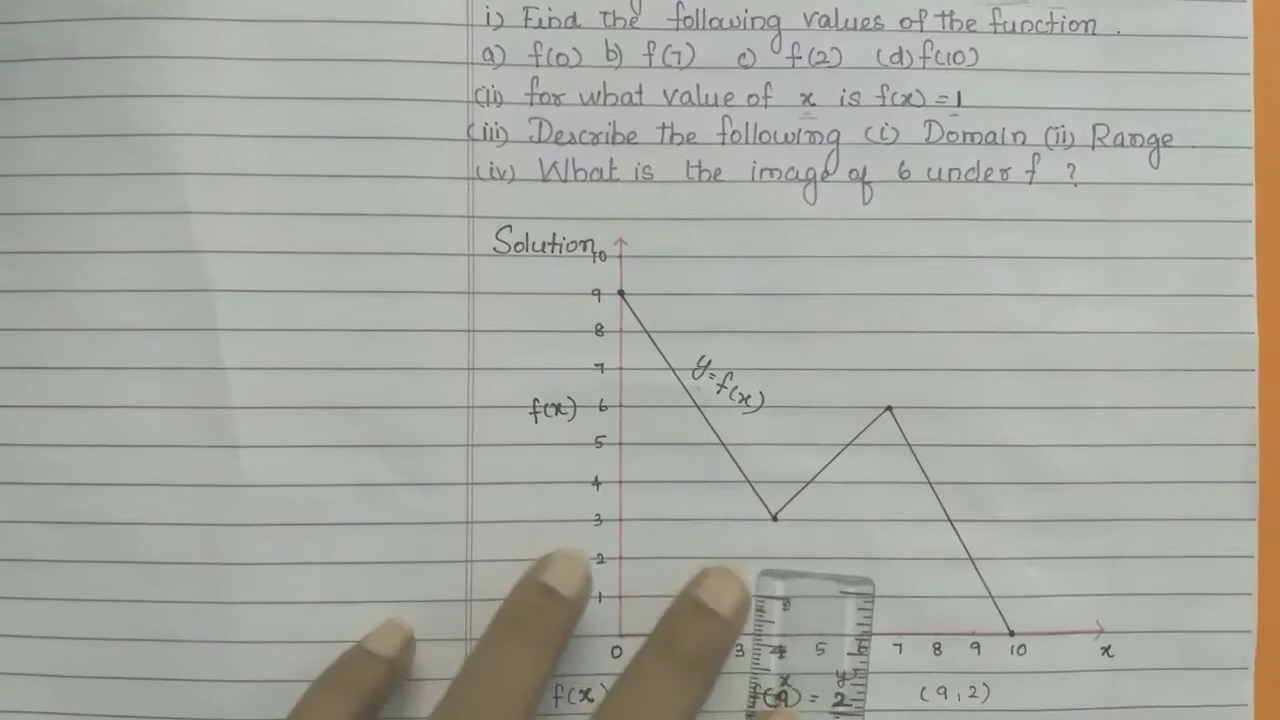 i) Find the following values of the function.
a) f(0) b) f(7) c) f(2) (d) f(10)
(ii) for what value of x is f(x) = 1
(iii) Describe the following (i) Domain (ii) Range
(iv) What is the image of 6 under f ?
Solution
10
9
8
7
y=f(x)
f(x) 6
5
4
3
2
1
0 3 4 5 6 7 8 9 10 x
x y
f(x) f(9) = 2 (9,2)